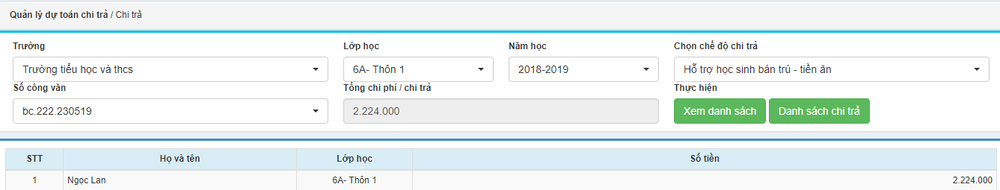 Quản lý dự toán chi trả / Chi trả
Trường Lớp học Năm học Chọn chế độ chi trả
Trường tiểu học và thcs 6A- Thôn 1 2018-2019 Hỗ trợ học sinh bán trú - tiền ăn
Số công văn Tổng chi phí / chi trả Thực hiện
bc.222.230519 2.224.000 Xem danh sách Danh sách chi trả
STT Họ và tên Lớp học Số tiền
1 Ngọc Lan 6A- Thôn 1 2.224.000